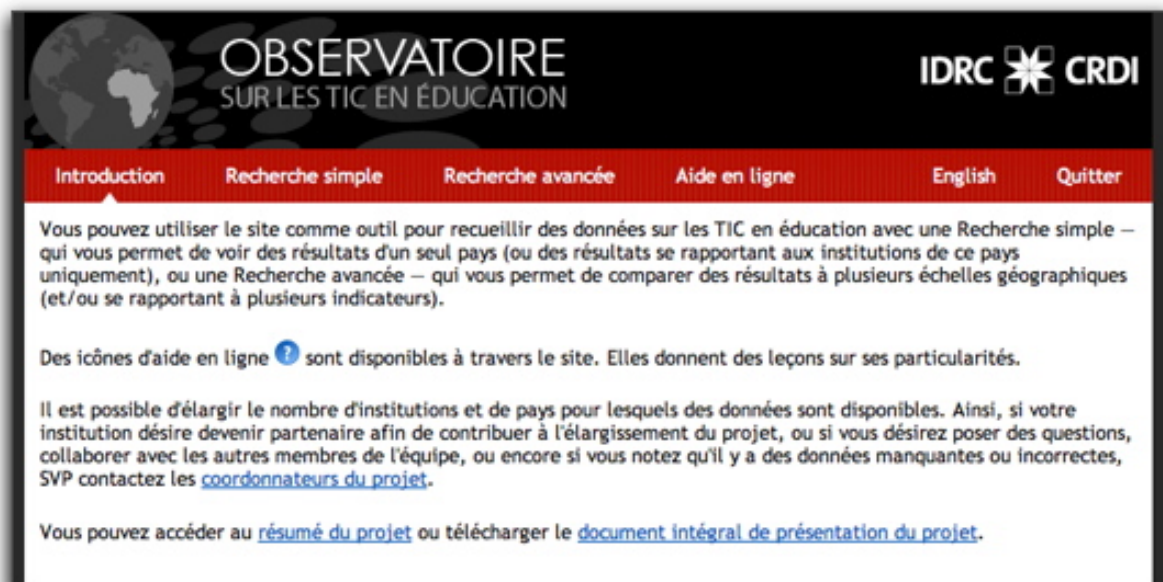 OBSERVATOIRE
SUR LES TIC EN ÉDUCATION
IDRC CRDI
Introduction Recherche simple Recherche avancée Aide en ligne English Quitter
Vous pouvez utiliser le site comme outil pour recueillir des données sur les TIC en éducation avec une Recherche simple —
qui vous permet de voir des résultats d'un seul pays (ou des résultats se rapportant aux institutions de ce pays
uniquement), ou une Recherche avancée — qui vous permet de comparer des résultats à plusieurs échelles géographiques
(et/ou se rapportant à plusieurs indicateurs).
Des icônes d'aide en ligne ? sont disponibles à travers le site. Elles donnent des leçons sur ses particularités.
Il est possible d'élargir le nombre d'institutions et de pays pour lesquels des données sont disponibles. Ainsi, si votre
institution désire devenir partenaire afin de contribuer à l'élargissement du projet, ou si vous désirez poser des questions,
collaborer avec les autres membres de l'équipe, ou encore si vous notez qu'il y a des données manquantes ou incorrectes,
SVP contactez les coordonnateurs du projet.
Vous pouvez accéder au résumé du projet ou télécharger le document intégral de présentation du projet.